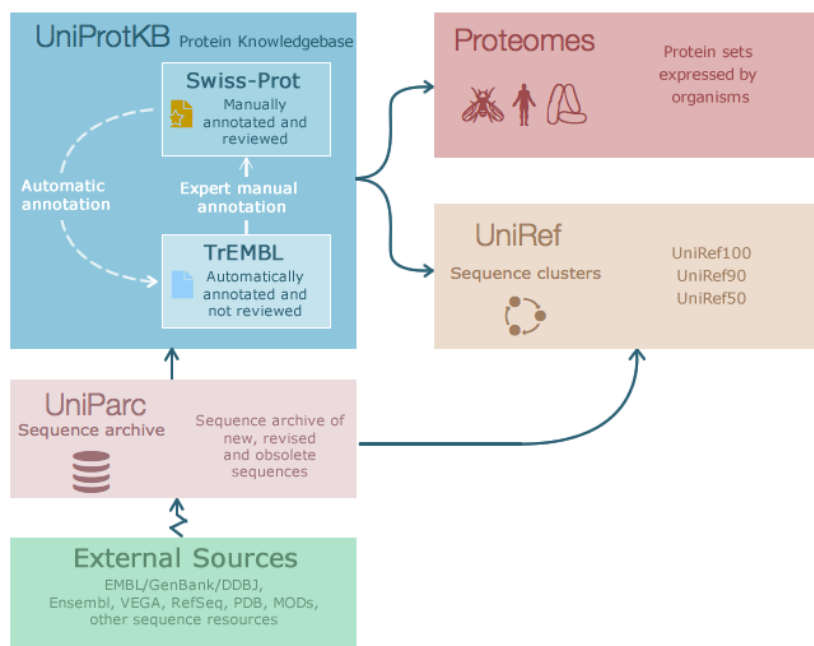 UniProtKB Protein Knowledgebase
Swiss-Prot
Manually
annotated and
reviewed
Automatic
annotation
Expert manual
annotation
TrEMBL
Automatically
annotated and
not reviewed
Proteomes
Protein sets
expressed by
organisms
UniRef
Sequence clusters
UniRef100
UniRef90
UniRef50
UniParc
Sequence archive
Sequence archive of
new, revised
and obsolete
sequences
External Sources
EMBL/GenBank/DDBJ,
Ensembl, VEGA, RefSeq, PDB, MODs,
other sequence resources